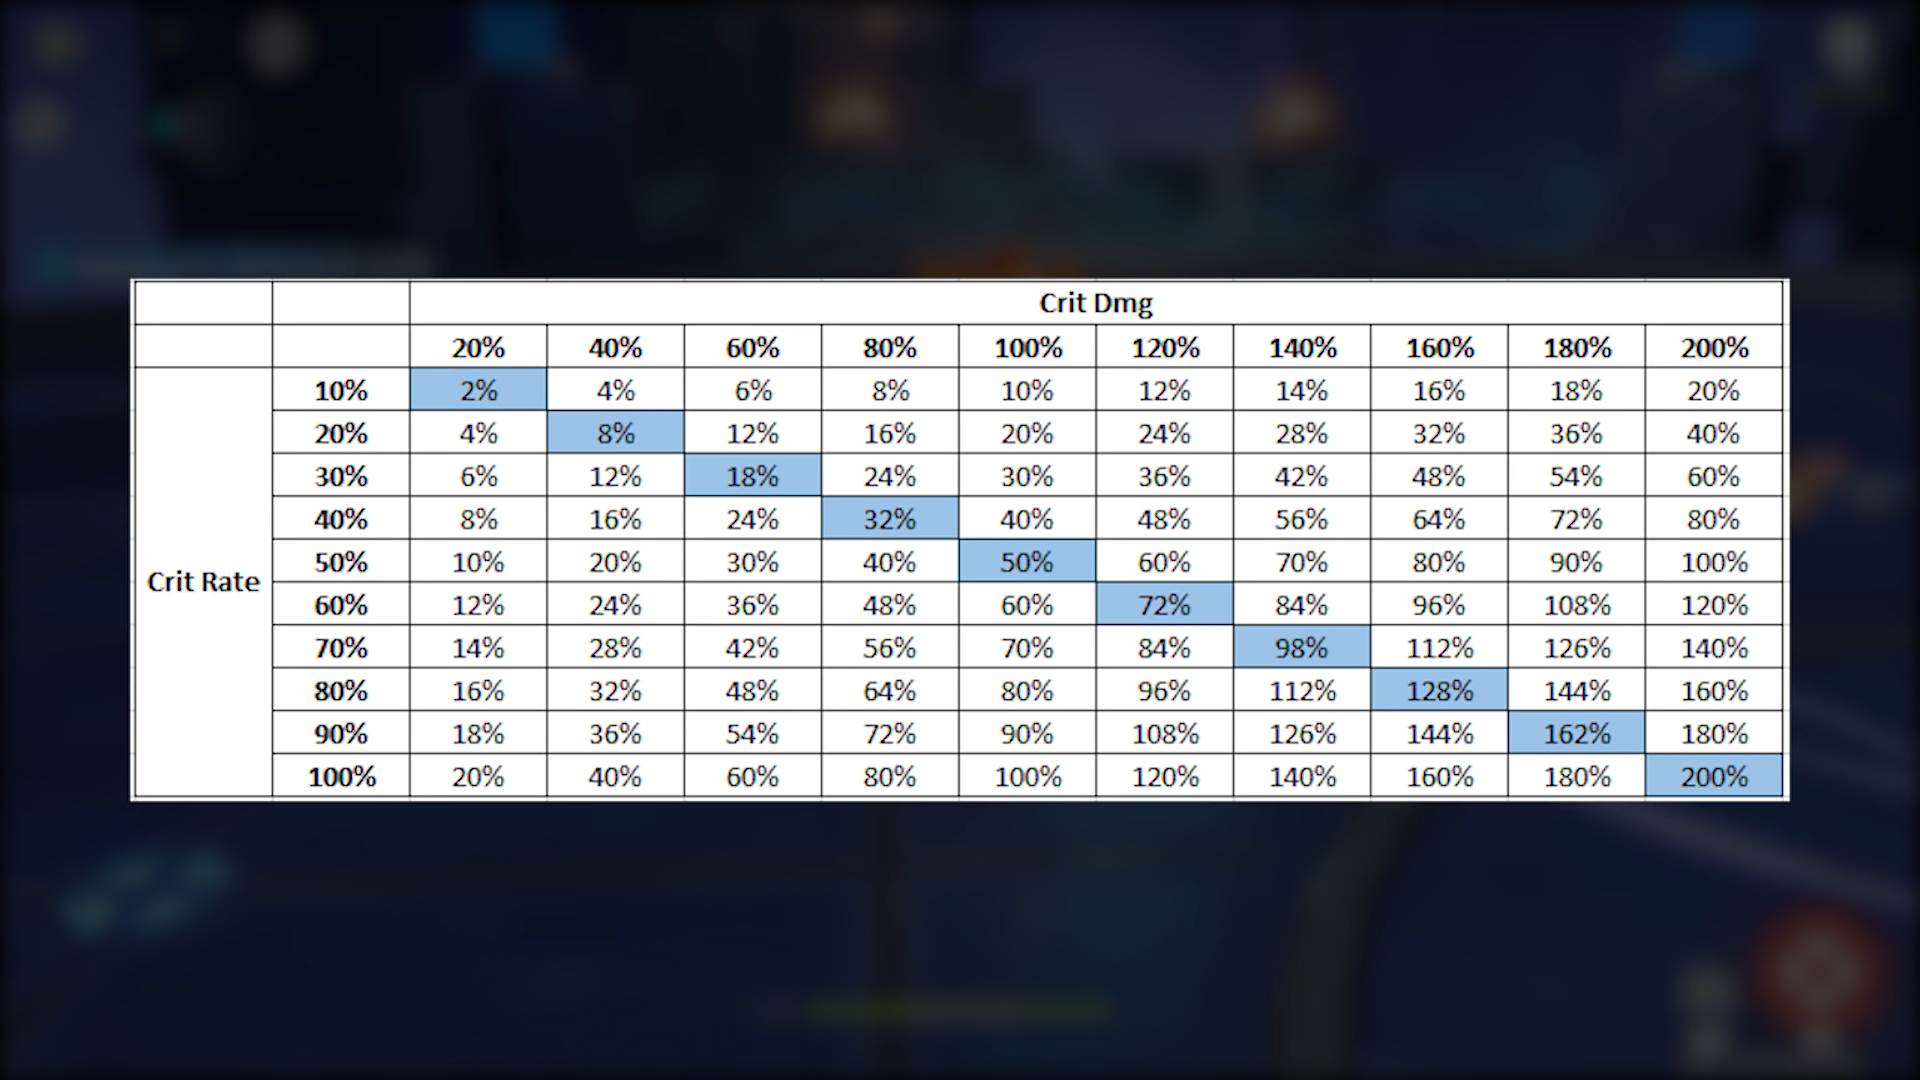 Crit Dmg
20% 40% 60% 80% 100% 120% 140% 160% 180% 200%
10% 2% 4% 6% 8% 10% 12% 14% 16% 18% 20%
20% 4% 8% 12% 16% 20% 24% 28% 32% 36% 40%
30% 6% 12% 18% 24% 30% 36% 42% 48% 54% 60%
40% 8% 16% 24% 32% 40% 48% 56% 64% 72% 80%
50% 10% 20% 30% 40% 50% 60% 70% 80% 90% 100%
Crit Rate
60% 12% 24% 36% 48% 60% 72% 84% 96% 108% 120%
70% 14% 28% 42% 56% 70% 84% 98% 112% 126% 140%
80% 16% 32% 48% 64% 80% 96% 112% 128% 144% 160%
90% 18% 36% 54% 72% 90% 108% 126% 144% 162% 180%
100% 20% 40% 60% 80% 100% 120% 140% 160% 180% 200%